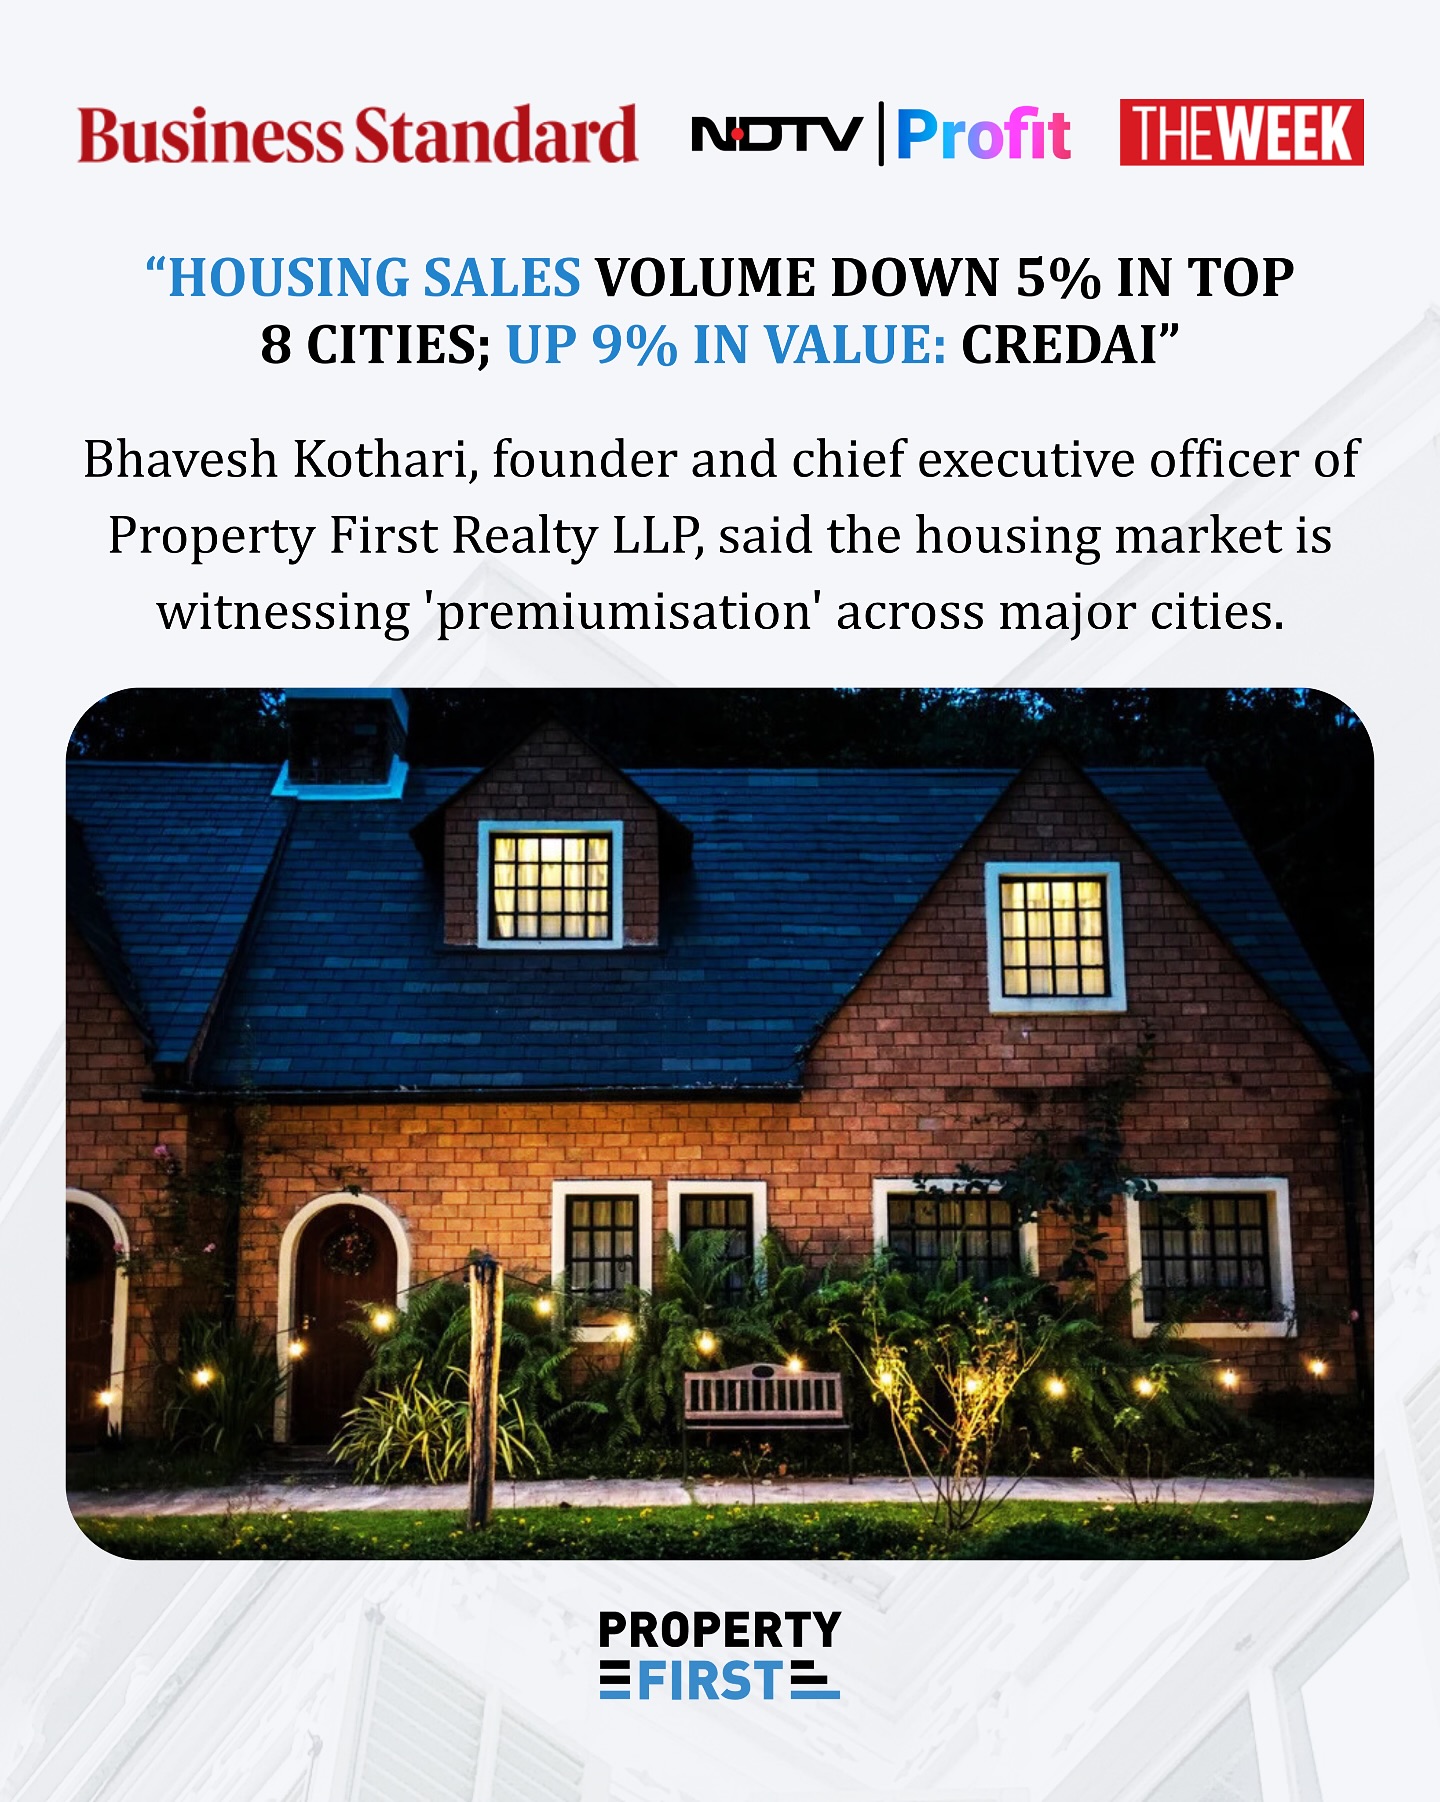 Business Standard
NDTV | Profit
THE WEEK
“HOUSING SALES VOLUME DOWN 5% IN TOP
8 CITIES; UP 9% IN VALUE: CREDAI”
Bhavesh Kothari, founder and chief executive officer of
Property First Realty LLP, said the housing market is
witnessing 'premiumisation' across major cities.
PROPERTY
FIRST